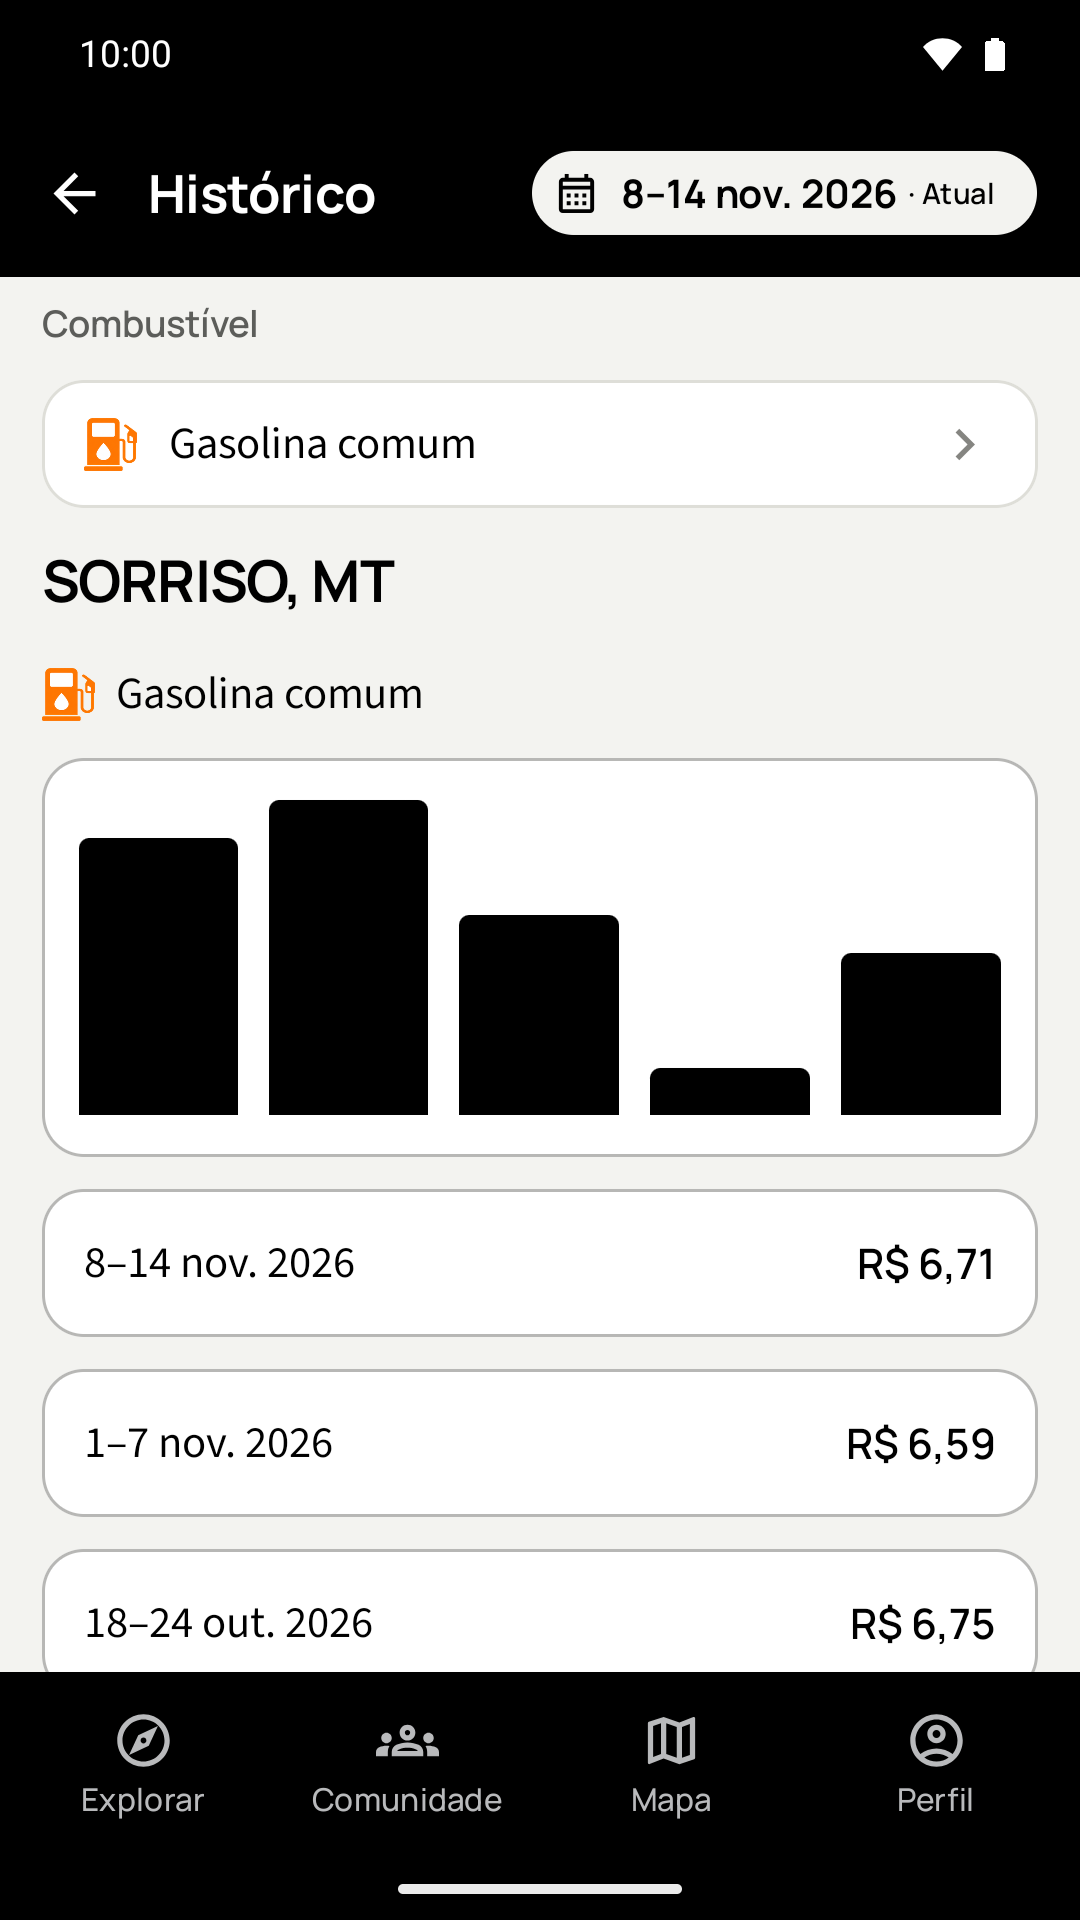 10:00
Histórico
8–14 nov. 2026 · Atual
Combustível
Gasolina comum
SORRISO, MT
Gasolina comum
8–14 nov. 2026
R$ 6,71
1–7 nov. 2026
R$ 6,59
18–24 out. 2026
R$ 6,75
Explorar
Comunidade
Mapa
Perfil